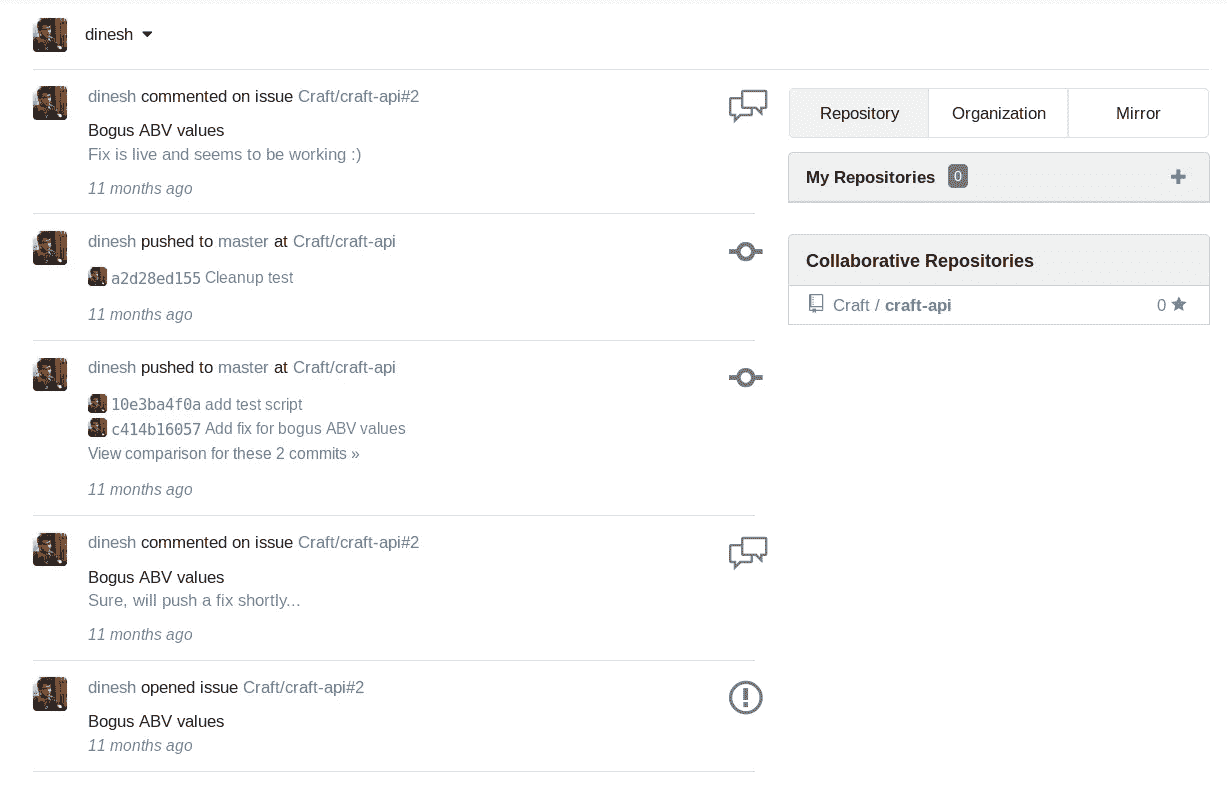 dinesh
dinesh commented on issue Craft/craft-api#2
Bogus ABV values
Fix is live and seems to be working :)
11 months ago
dinesh pushed to master at Craft/craft-api
a2d28ed155 Cleanup test
11 months ago
dinesh pushed to master at Craft/craft-api
10e3ba4f0a add test script
c414b16057 Add fix for bogus ABV values
View comparison for these 2 commits »
11 months ago
dinesh commented on issue Craft/craft-api#2
Bogus ABV values
Sure, will push a fix shortly...
11 months ago
dinesh opened issue Craft/craft-api#2
Bogus ABV values
11 months ago
Repository Organization Mirror
My Repositories 0
Collaborative Repositories
Craft / craft-api 0